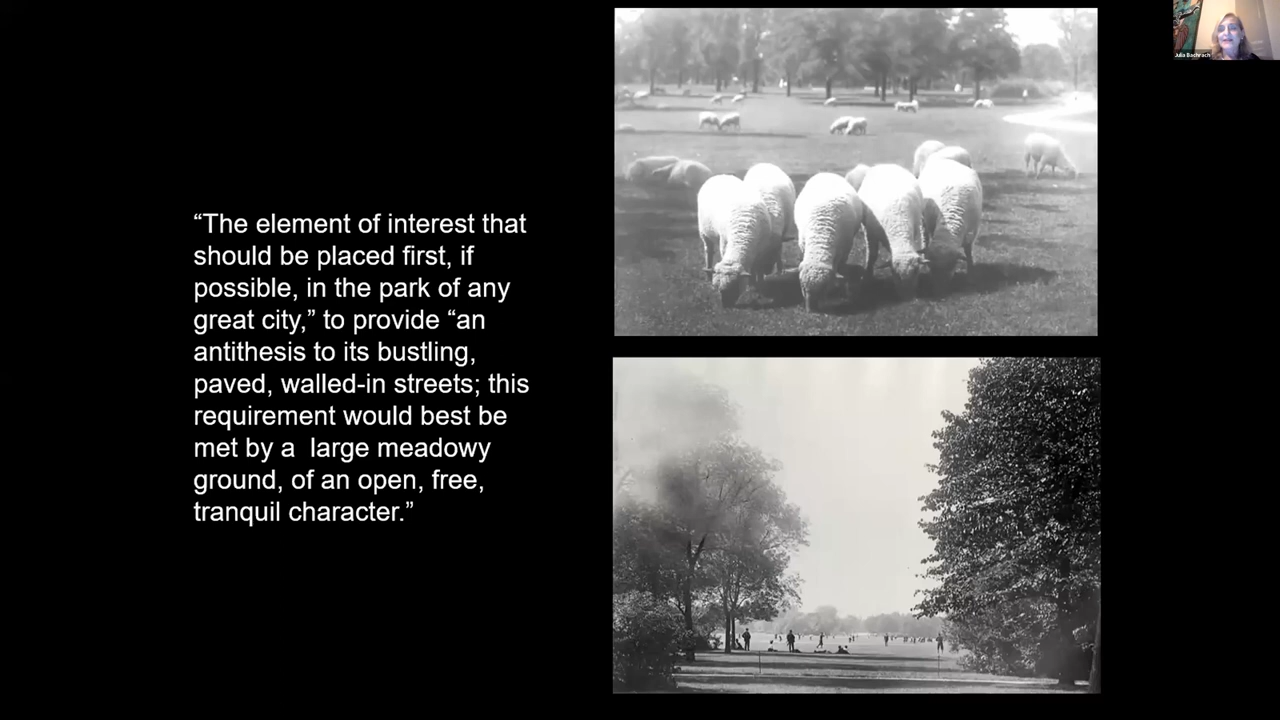 “The element of interest that
should be placed first, if
possible, in the park of any
great city,” to provide “an
antithesis to its bustling,
paved, walled-in streets; this
requirement would best be
met by a  large meadowy
ground, of an open, free,
tranquil character.”
Julia Bachrach